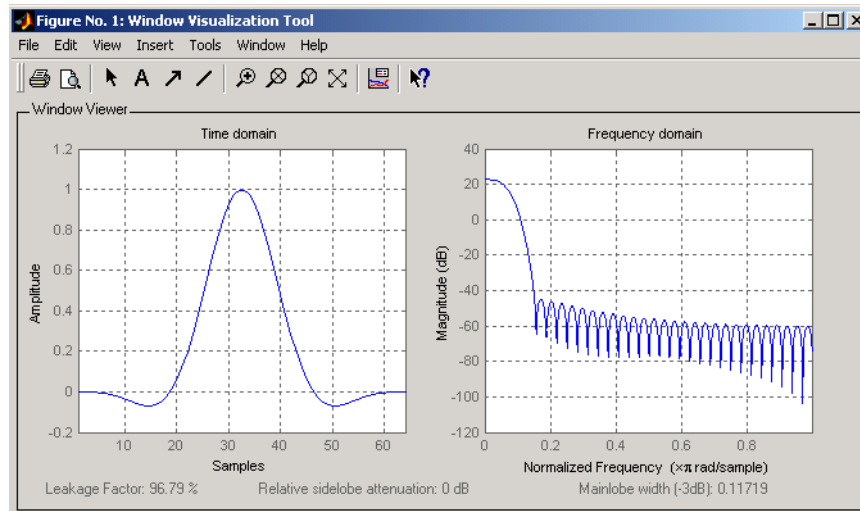 Figure No. 1: Window Visualization Tool
File Edit View Insert Tools Window Help
A
Window Viewer
Time domain
1.2
1
0.8
0.6
0.4
0.2
0
-0.2
Amplitude
10 20 30 40 50 60
Samples
Frequency domain
40
20
0
-20
-40
-60
-80
-100
-120
Magnitude (dB)
0 0.2 0.4 0.6 0.8
Normalized Frequency (×π rad/sample)
Leakage Factor: 96.79 % Relative sidelobe attenuation: 0 dB Mainlobe width (-3dB): 0.11719